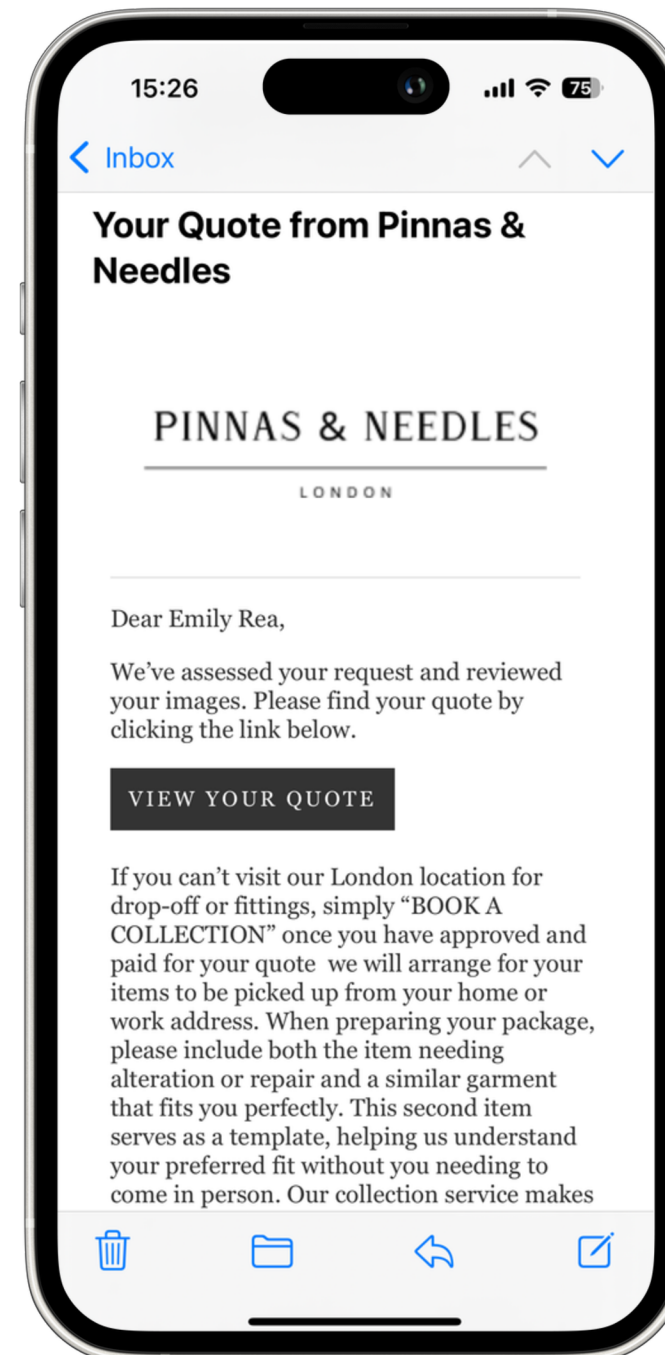 15:26
75
Inbox
Your Quote from Pinnas &
Needles
PINNAS & NEEDLES
LONDON
Dear Emily Rea,
We’ve assessed your request and reviewed
your images. Please find your quote by
clicking the link below.
VIEW YOUR QUOTE
If you can’t visit our London location for
drop-off or fittings, simply “BOOK A
COLLECTION” once you have approved and
paid for your quote  we will arrange for your
items to be picked up from your home or
work address. When preparing your package,
please include both the item needing
alteration or repair and a similar garment
that fits you perfectly. This second item
serves as a template, helping us understand
your preferred fit without you needing to
come in person. Our collection service makes